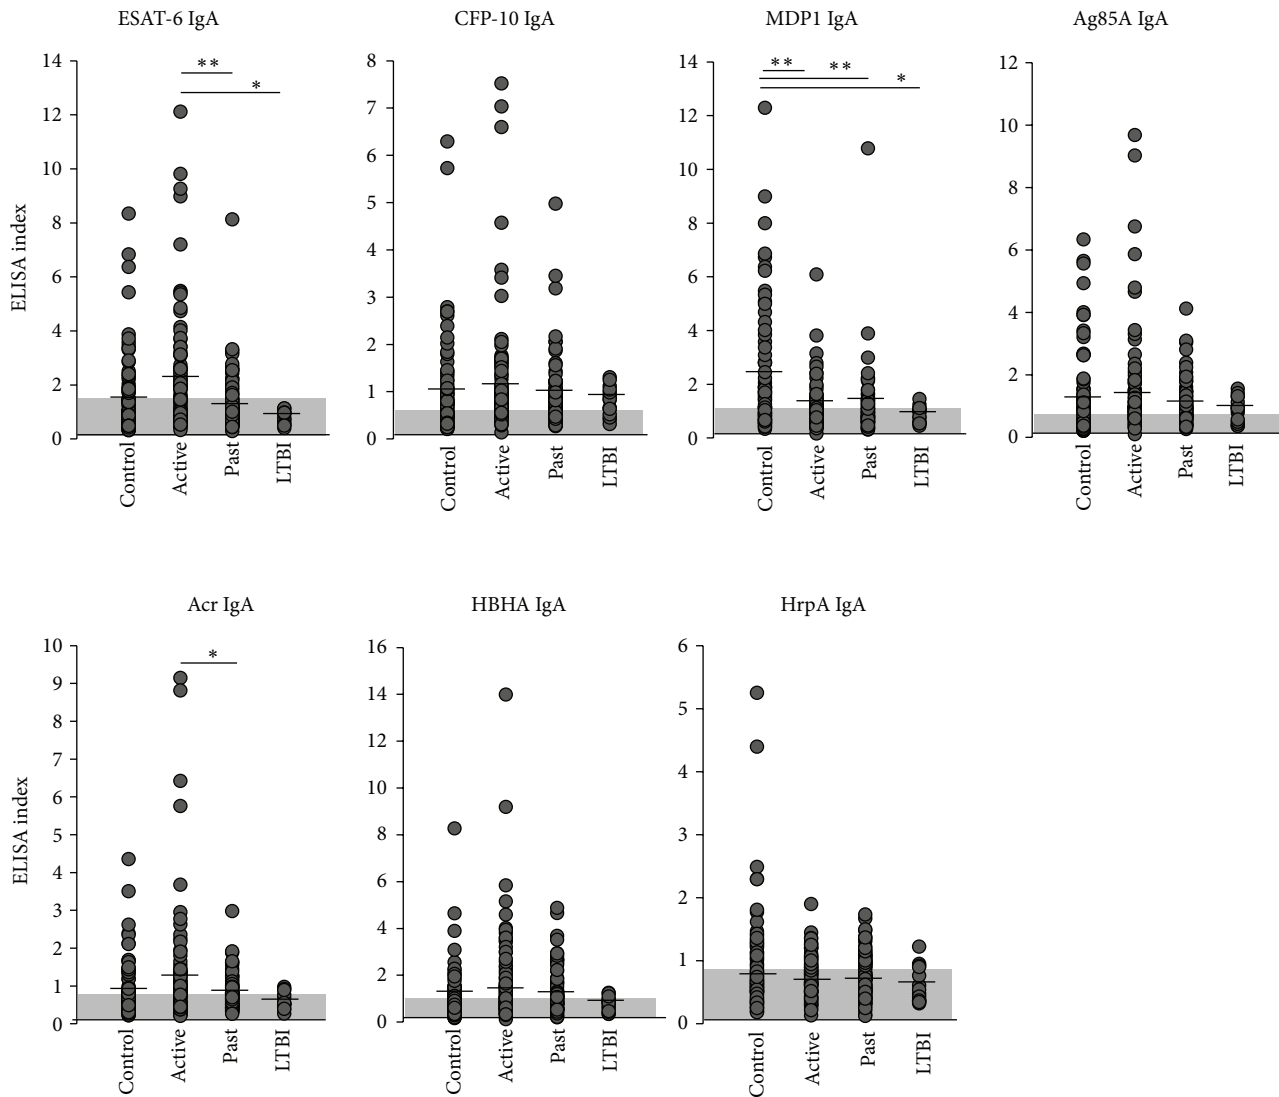 ESAT-6 IgA
ELISA index
14
12
10
8
6
4
2
0
**
*
Control
Active
Past
LTBI
CFP-10 IgA
8
7
6
5
4
3
2
1
0
Control
Active
Past
LTBI
MDP1 IgA
14
12
10
8
6
4
2
0
**
**
*
Control
Active
Past
LTBI
Ag85A IgA
12
10
8
6
4
2
0
Control
Active
Past
LTBI
Acr IgA
ELISA index
10
9
8
7
6
5
4
3
2
1
0
*
Control
Active
Past
LTBI
HBHA IgA
16
14
12
10
8
6
4
2
0
Control
Active
Past
LTBI
HrpA IgA
6
5
4
3
2
1
0
Control
Active
Past
LTBI